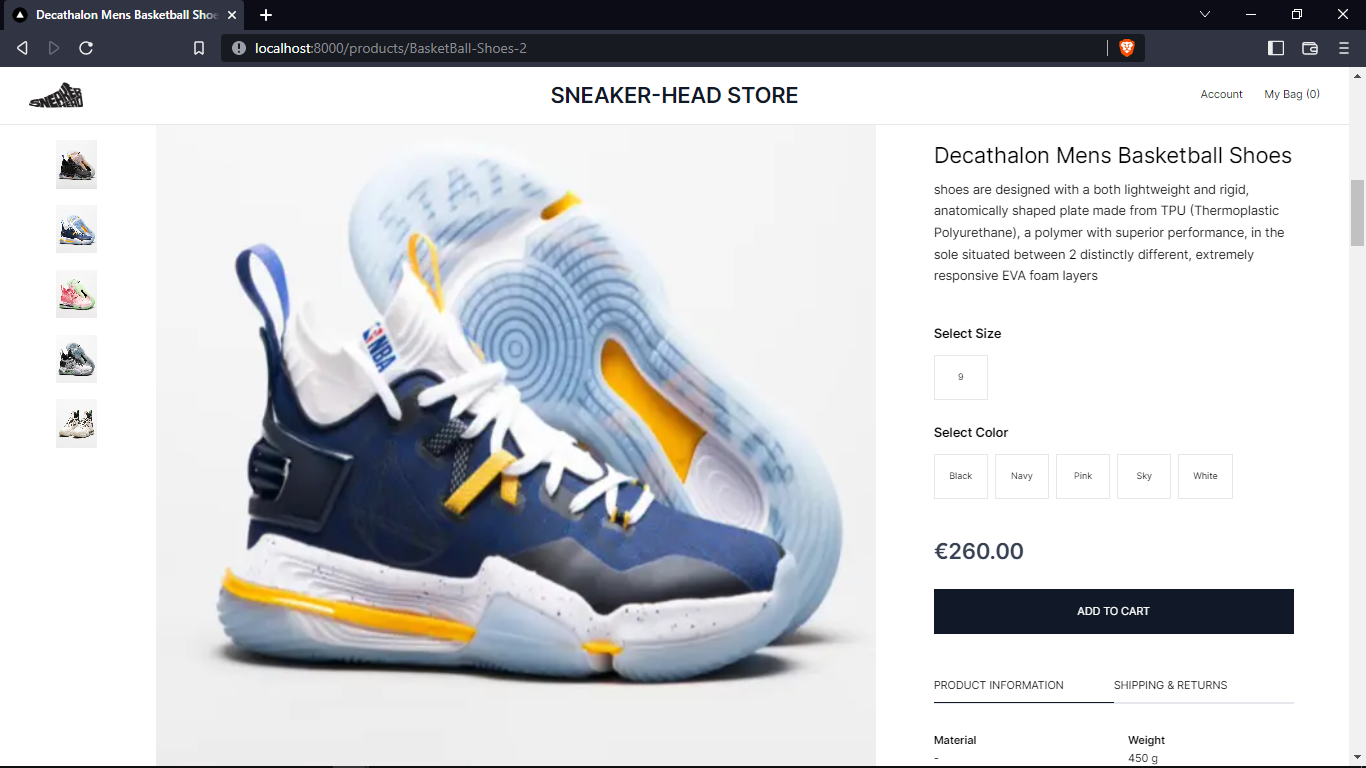 Decathalon Mens Basketball Shoe
localhost:8000/products/BasketBall-Shoes-2
SNEAKER HEAD
SNEAKER-HEAD STORE
Account
My Bag (0)
STATE
NBA
Decathalon Mens Basketball Shoes
shoes are designed with a both lightweight and rigid,
anatomically shaped plate made from TPU (Thermoplastic
Polyurethane), a polymer with superior performance, in the
sole situated between 2 distinctly different, extremely
responsive EVA foam layers
Select Size
9
Select Color
Black
Navy
Pink
Sky
White
€260.00
ADD TO CART
PRODUCT INFORMATION
SHIPPING & RETURNS
Material
Weight
-
450 g